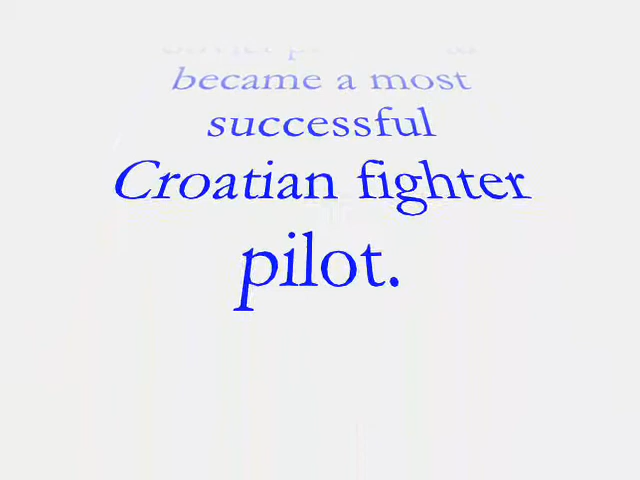 became a most
successful
Croatian fighter
pilot.